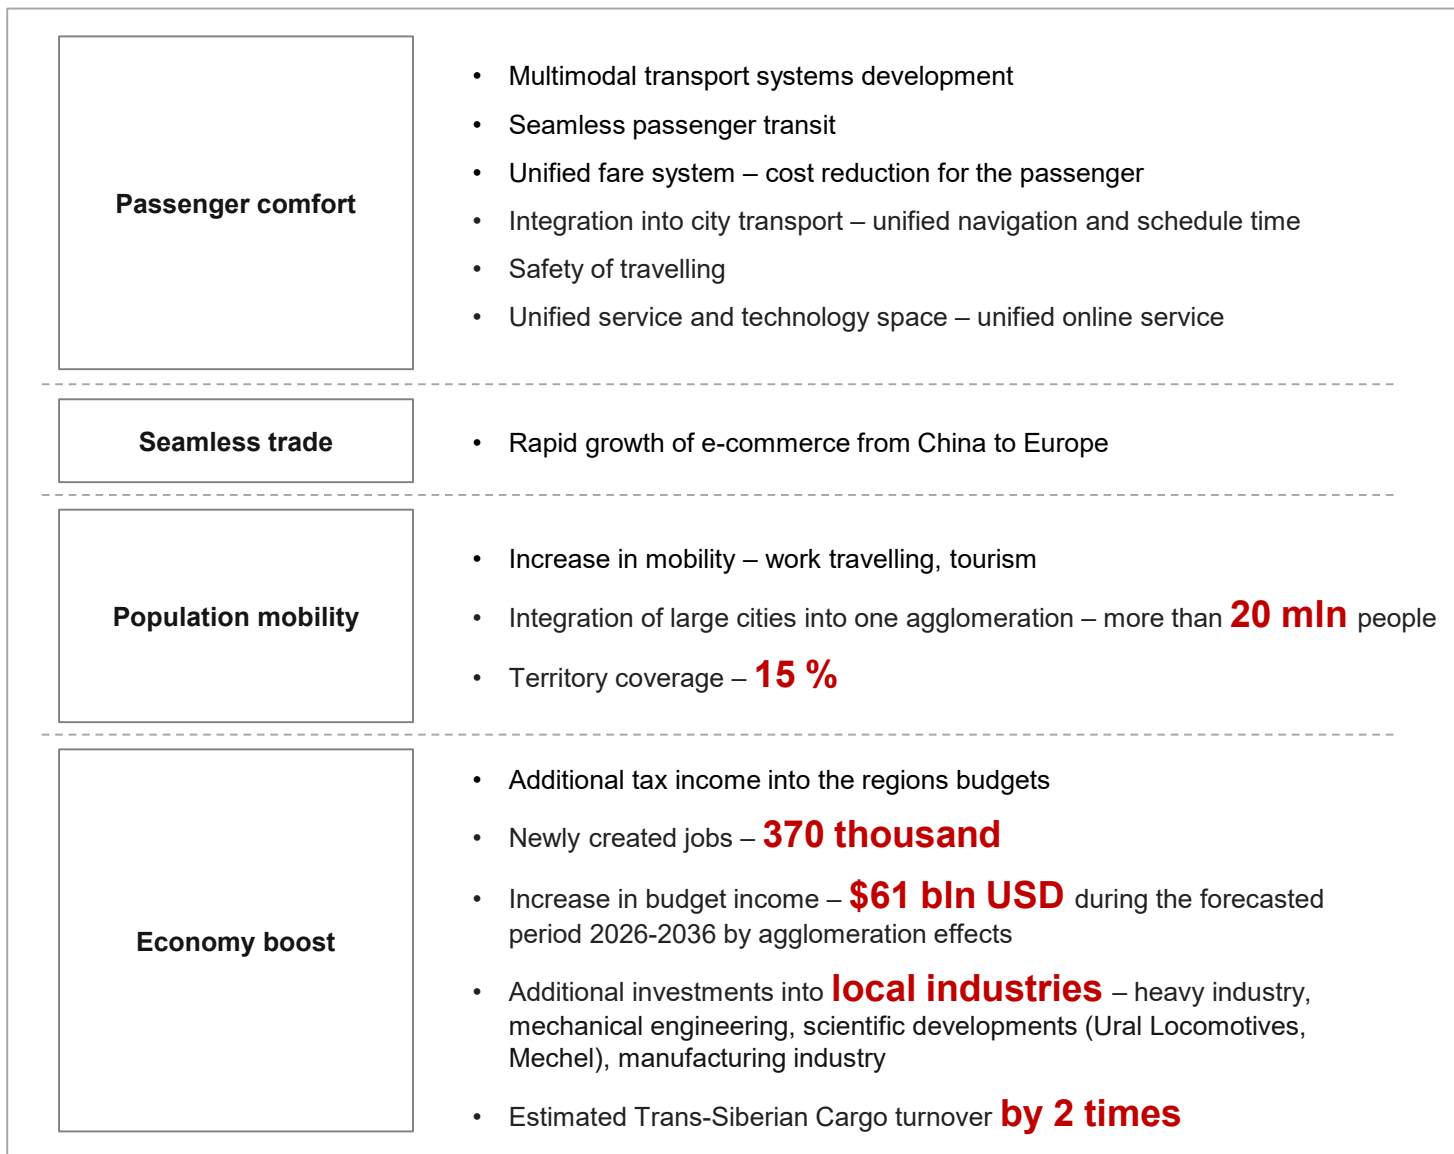 Passenger comfort
• Multimodal transport systems development
• Seamless passenger transit
• Unified fare system – cost reduction for the passenger
• Integration into city transport – unified navigation and schedule time
• Safety of travelling
• Unified service and technology space – unified online service
Seamless trade
• Rapid growth of e-commerce from China to Europe
Population mobility
• Increase in mobility – work travelling, tourism
• Integration of large cities into one agglomeration – more than 20 mln people
• Territory coverage – 15 %
Economy boost
• Additional tax income into the regions budgets
• Newly created jobs – 370 thousand
• Increase in budget income – $61 bln USD during the forecasted
period 2026-2036 by agglomeration effects
• Additional investments into local industries – heavy industry,
mechanical engineering, scientific developments (Ural Locomotives,
Mechel), manufacturing industry
• Estimated Trans-Siberian Cargo turnover by 2 times